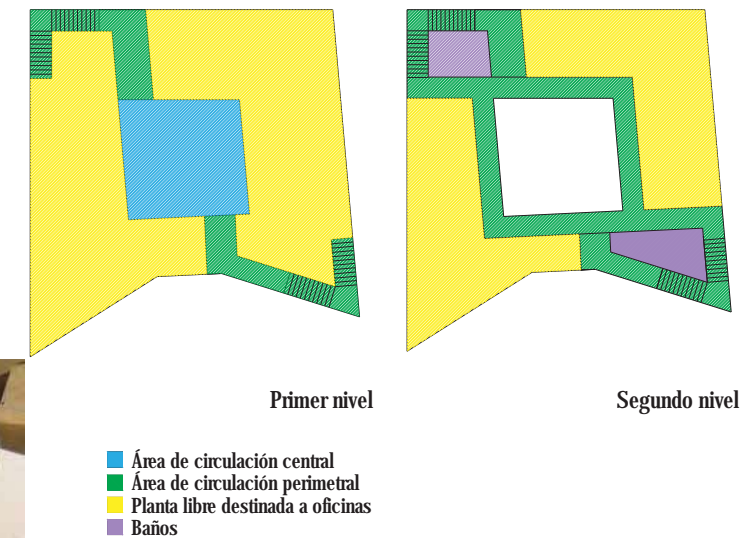 Primer nivel
Segundo nivel
Área de circulación central
Área de circulación perimetral
Planta libre destinada a oficinas
Baños